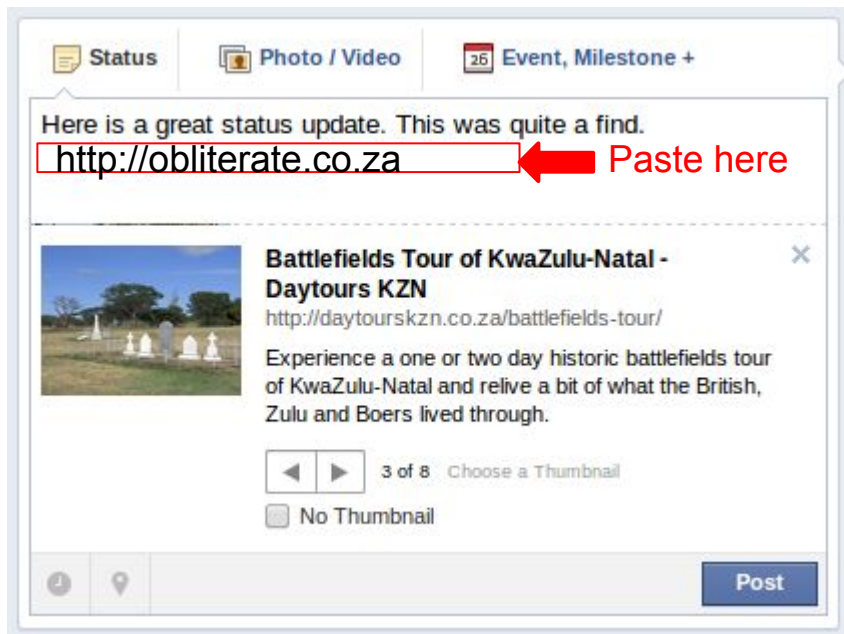 Status Photo / Video Event, Milestone +
26
Here is a great status update. This was quite a find.
http://obliterate.co.za Paste here
Battlefields Tour of KwaZulu-Natal -
Daytours KZN
http://daytourskzn.co.za/battlefields-tour/
Experience a one or two day historic battlefields tour
of KwaZulu-Natal and relive a bit of what the British,
Zulu and Boers lived through.
3 of 8 Choose a Thumbnail
No Thumbnail
Post